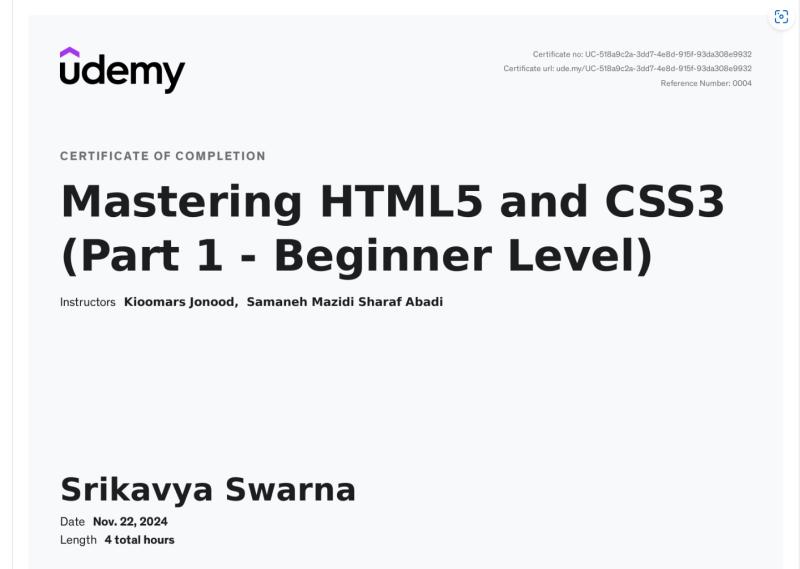 udemy
Certificate no: UC-518a9c2a-3dd7-4e8d-915f-93da308e9932
Certificate url: ude.my/UC-518a9c2a-3dd7-4e8d-915f-93da308e9932
Reference Number: 0004
CERTIFICATE OF COMPLETION
Mastering HTML5 and CSS3
(Part 1 - Beginner Level)
Instructors Kioomars Jonood, Samaneh Mazidi Sharaf Abadi
Srikavya Swarna
Date Nov. 22, 2024
Length 4 total hours